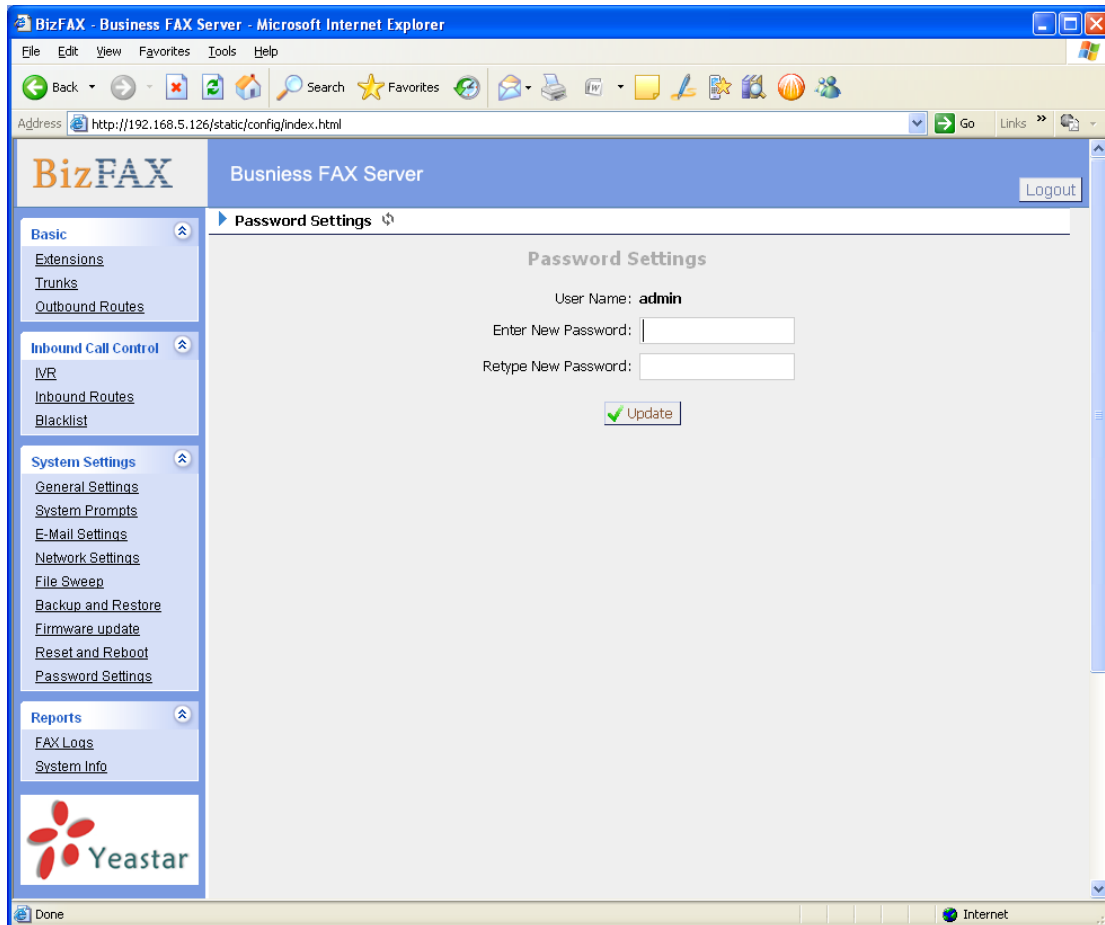 BizFAX - Business FAX Server - Microsoft Internet Explorer
File Edit View Favorites Tools Help
Back Search Favorites
Address http://192.168.5.126/static/config/index.html Go Links »
BizFAX
Busniess FAX Server
Logout
Password Settings
Basic
Extensions
Trunks
Outbound Routes
Inbound Call Control
IVR
Inbound Routes
Blacklist
System Settings
General Settings
System Prompts
E-Mail Settings
Network Settings
File Sweep
Backup and Restore
Firmware update
Reset and Reboot
Password Settings
Reports
FAX Logs
System Info
Yeastar
Password Settings
User Name: admin
Enter New Password:
Retype New Password:
Update
Done Internet